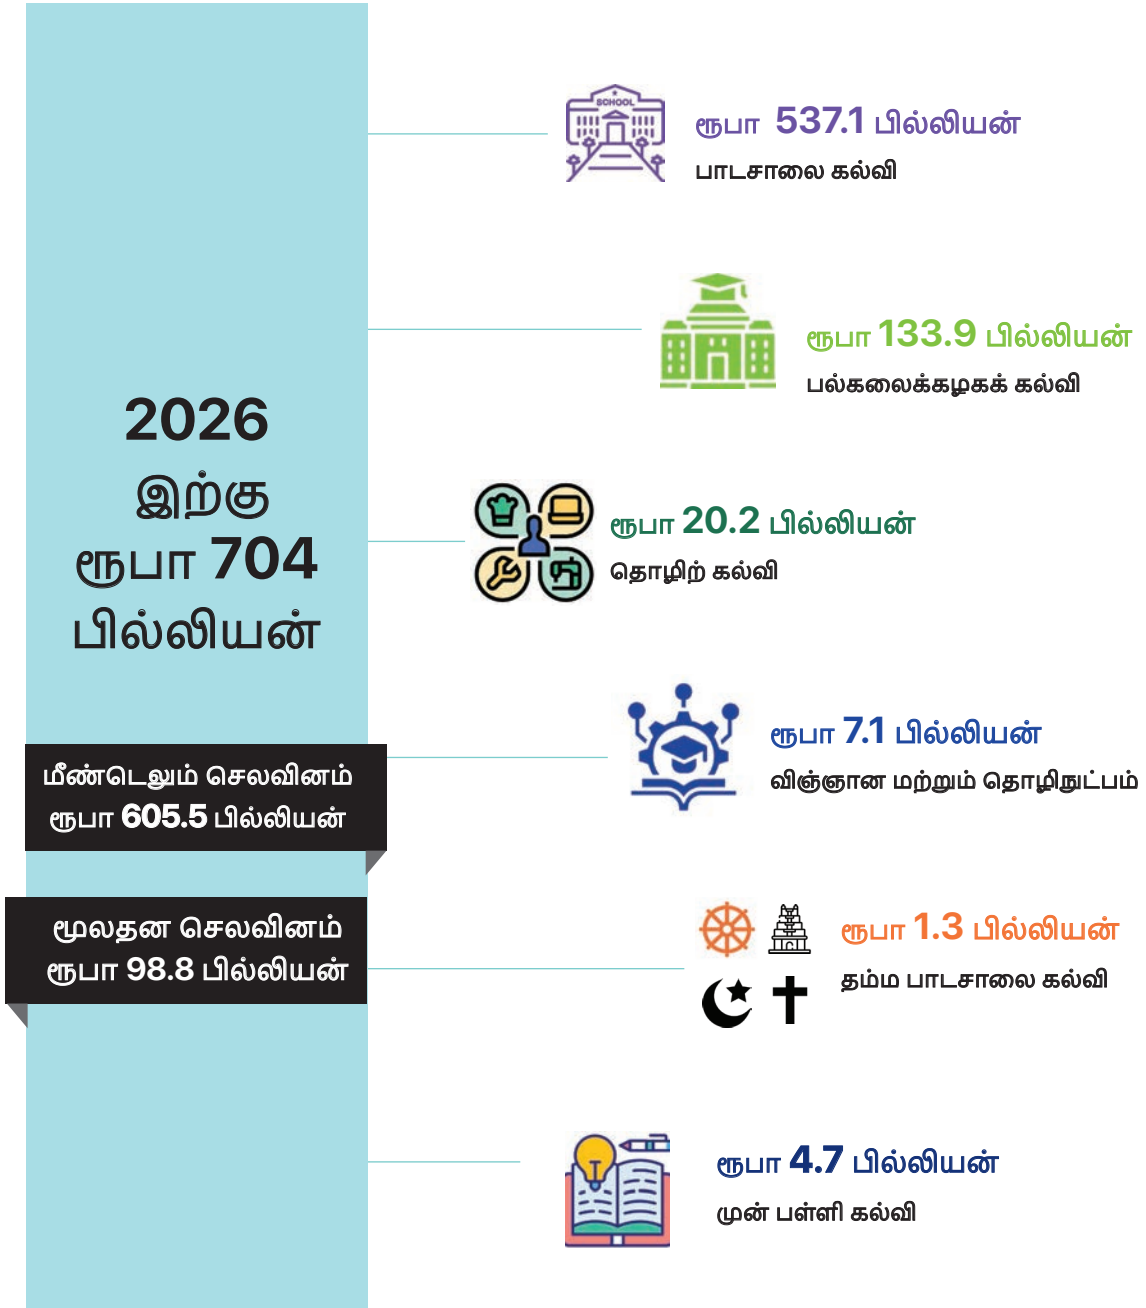 2026
இற்கு
ரூபா 704
பில்லியன்
மீண்டெலும் செலவினம்
ரூபா 605.5 பில்லியன்
மூலதன செலவினம்
ரூபா 98.8 பில்லியன்
SCHOOL
ரூபா 537.1 பில்லியன்
பாடசாலை கல்வி
ரூபா 133.9 பில்லியன்
பல்கலைக்கழகக் கல்வி
ரூபா 20.2 பில்லியன்
தொழிற் கல்வி
ரூபா 7.1 பில்லியன்
விஞ்ஞான மற்றும் தொழிநுட்பம்
ரூபா 1.3 பில்லியன்
தம்ம பாடசாலை கல்வி
ரூபா 4.7 பில்லியன்
முன் பள்ளி கல்வி